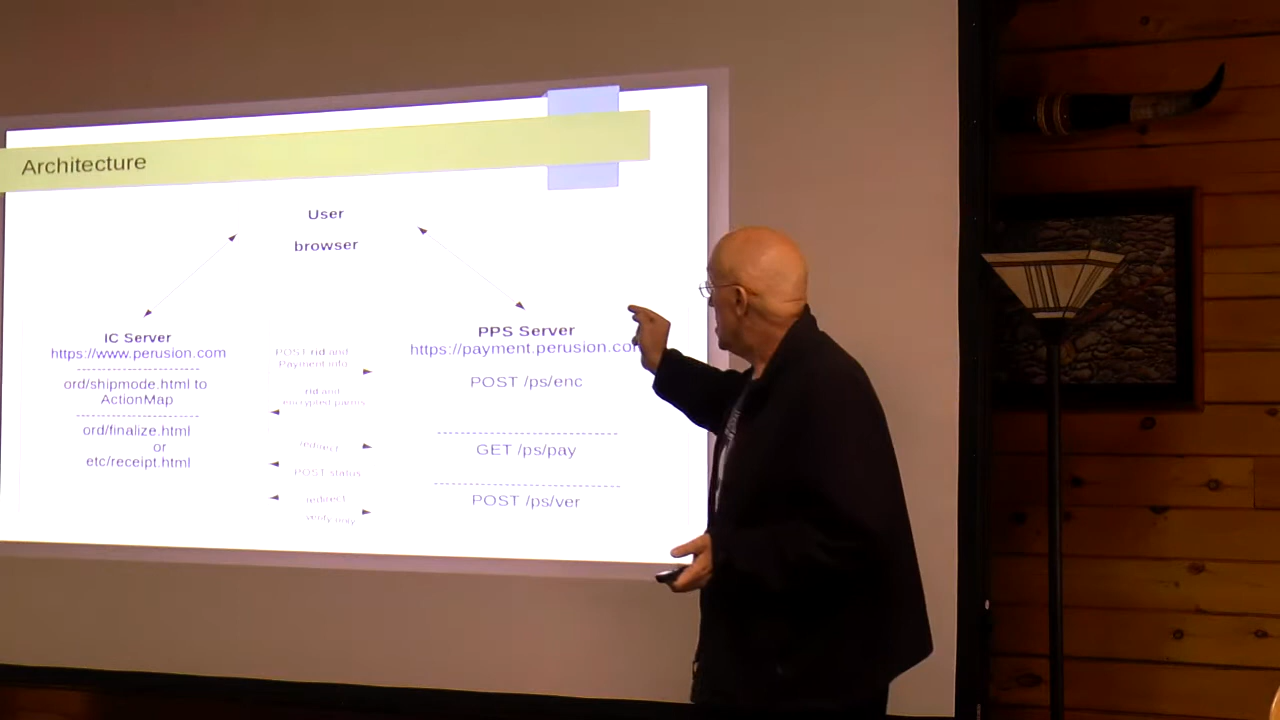 Architecture
User
browser
IC Server
https://www.perusion.com
ord/shipmode.html to
ActionMap
ord/finalize.html
or
etc/receipt.html
POST rid and
Payment info
rid and
encrypted parms
redirect
POST status
redirect
verify only
PPS Server
https://payment.perusion.com
POST /ps/enc
GET /ps/pay
POST /ps/ver